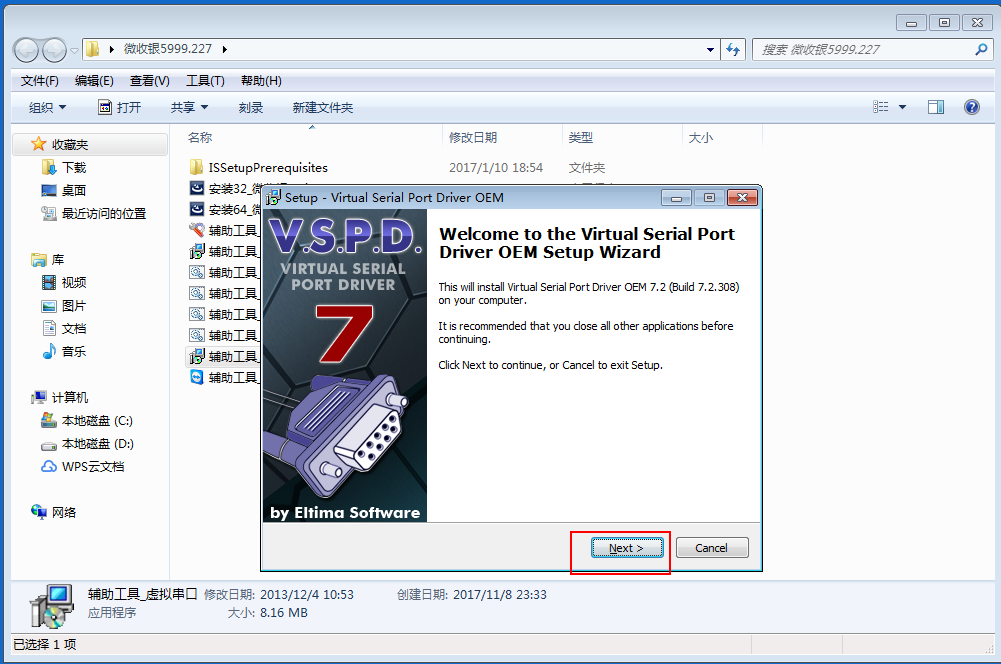 微收银5999.227
搜索 微收银5999.227
文件(F) 编辑(E) 查看(V) 工具(T) 帮助(H)
组织 打开 共享 刻录 新建文件夹
收藏夹
下载
桌面
最近访问的位置
库
视频
图片
文档
音乐
计算机
本地磁盘 (C:)
本地磁盘 (D:)
WPS云文档
网络
名称 修改日期 类型 大小
ISSetupPrerequisites 2017/1/10 18:54 文件夹
安装32_微
安装64_微
辅助工具_
辅助工具_
辅助工具_
辅助工具_
辅助工具_
辅助工具_
辅助工具_
辅助工具_
Setup - Virtual Serial Port Driver OEM
V.S.P.D.
VIRTUAL SERIAL
PORT DRIVER
7
by Eltima Software
Welcome to the Virtual Serial Port
Driver OEM Setup Wizard
This will install Virtual Serial Port Driver OEM 7.2 (Build 7.2.308)
on your computer.
It is recommended that you close all other applications before
continuing.
Click Next to continue, or Cancel to exit Setup.
Next > Cancel
辅助工具_虚拟串口 修改日期: 2013/12/4 10:53 创建日期: 2017/11/8 23:33
应用程序 大小: 8.16 MB
已选择 1 项